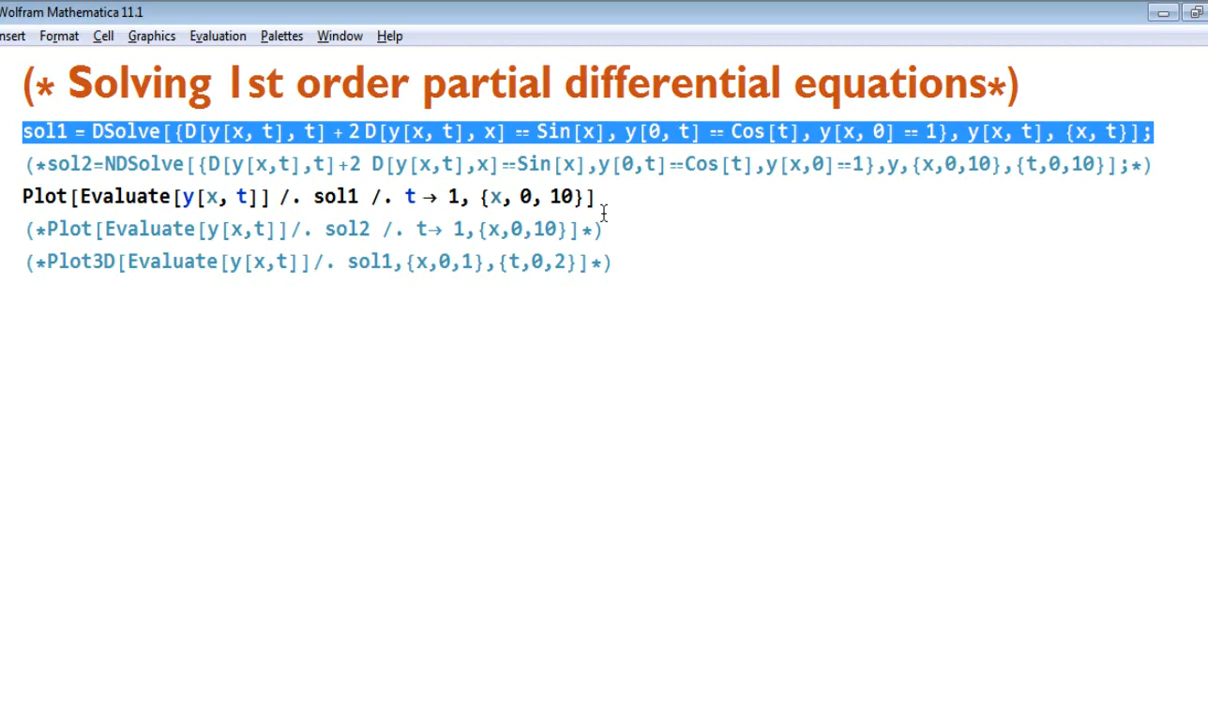 Wolfram Mathematica 11.1
nsert Format Cell Graphics Evaluation Palettes Window Help
(* Solving 1st order partial differential equations*)
sol1 = DSolve[{D[y[x, t], t] + 2 D[y[x, t], x] == Sin[x], y[0, t] == Cos[t], y[x, 0] == 1}, y[x, t], {x, t}];
(*sol2=NDSolve[{D[y[x,t],t]+2 D[y[x,t],x]==Sin[x],y[0,t]==Cos[t],y[x,0]==1},y,{x,0,10},{t,0,10}];*)
Plot[Evaluate[y[x, t]] /. sol1 /. t → 1, {x, 0, 10}]
(*Plot[Evaluate[y[x,t]]/. sol2 /. t→ 1,{x,0,10}]*)
(*Plot3D[Evaluate[y[x,t]]/. sol1,{x,0,1},{t,0,2}]*)